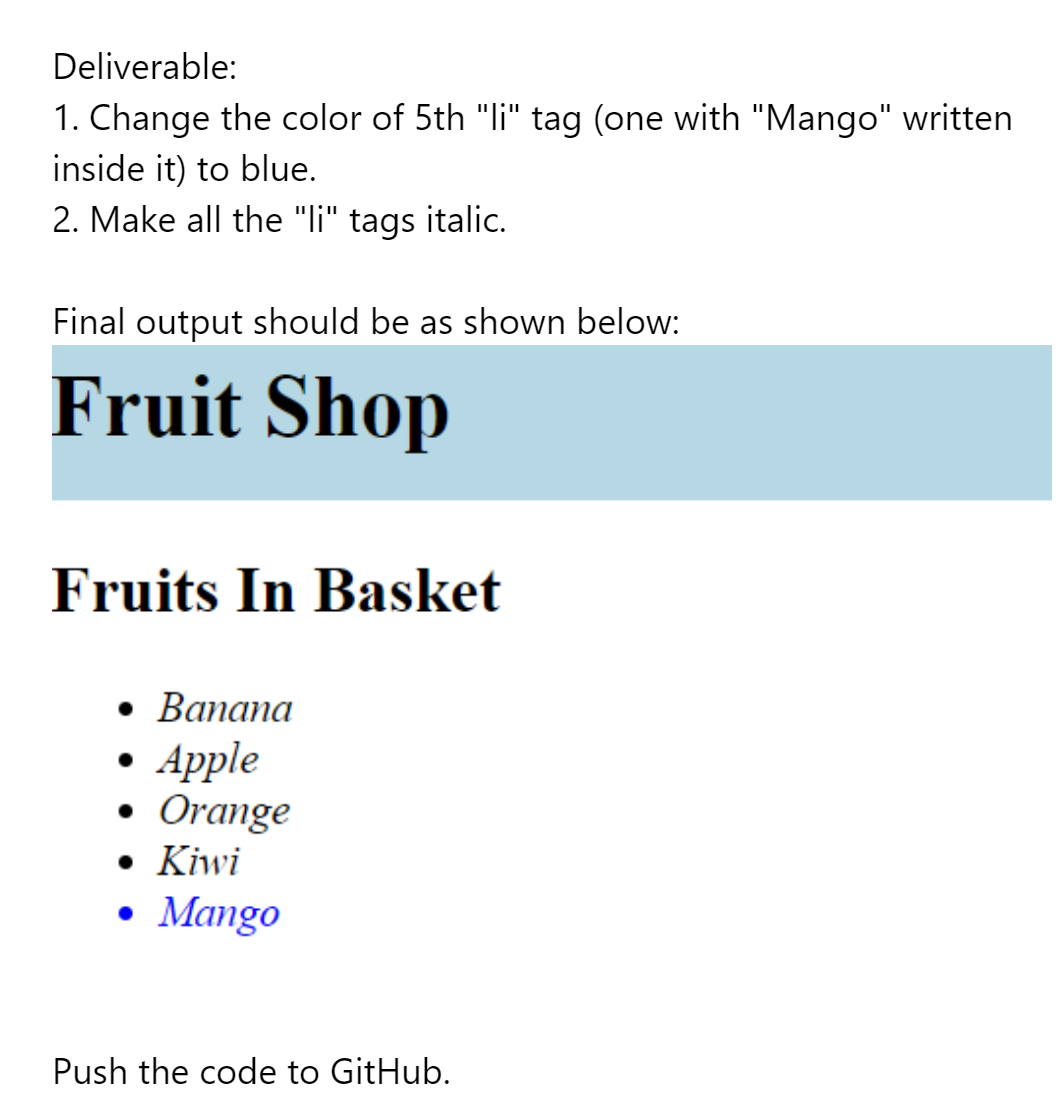 Deliverable:
1. Change the color of 5th "li" tag (one with "Mango" written
inside it) to blue.
2. Make all the "li" tags italic.
Final output should be as shown below:
Fruit Shop
Fruits In Basket
• Banana
• Apple
• Orange
• Kiwi
• Mango
Push the code to GitHub.